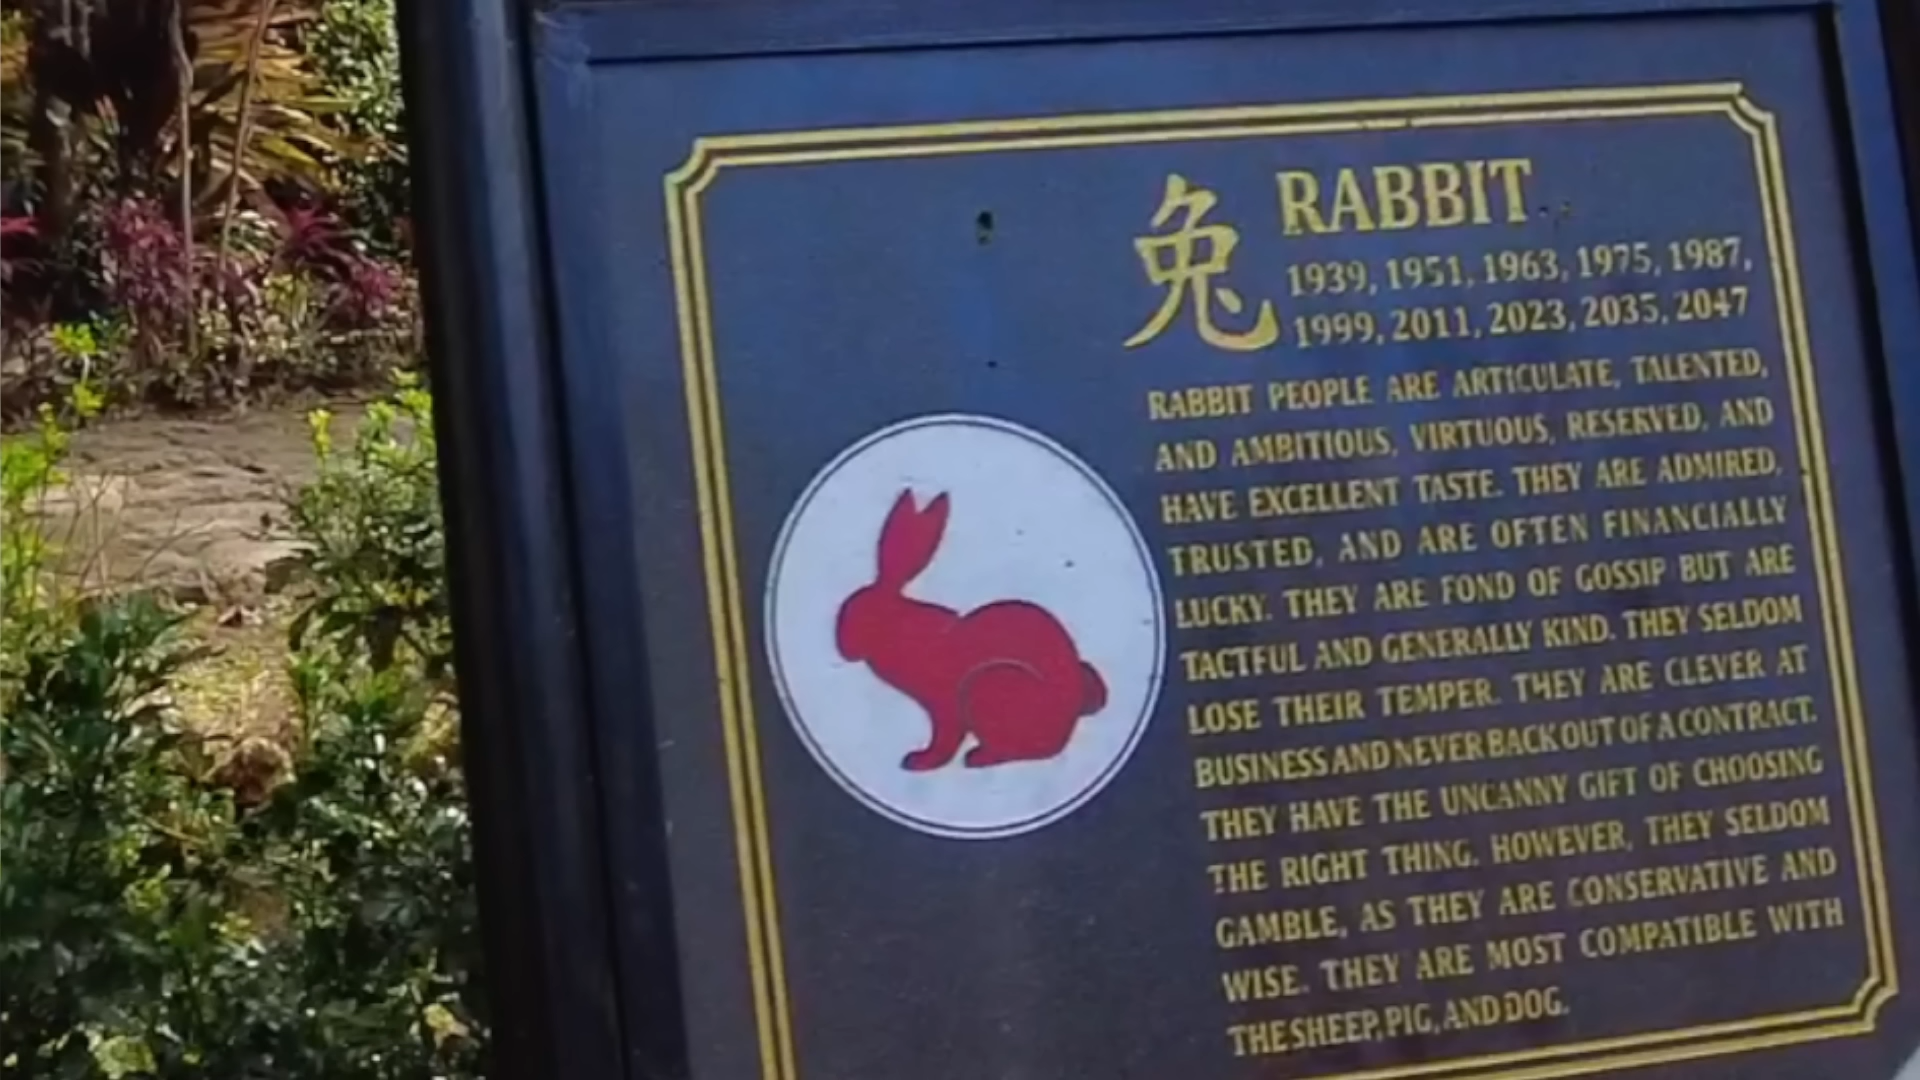 兔 RABBIT
1939, 1951, 1963, 1975, 1987,
1999, 2011, 2023, 2035, 2047
RABBIT PEOPLE ARE ARTICULATE, TALENTED,
AND AMBITIOUS, VIRTUOUS, RESERVED, AND
HAVE EXCELLENT TASTE. THEY ARE ADMIRED,
TRUSTED, AND ARE OFTEN FINANCIALLY
LUCKY. THEY ARE FOND OF GOSSIP BUT ARE
TACTFUL AND GENERALLY KIND. THEY SELDOM
LOSE THEIR TEMPER. THEY ARE CLEVER AT
BUSINESS AND NEVER BACK OUT OF A CONTRACT.
THEY HAVE THE UNCANNY GIFT OF CHOOSING
THE RIGHT THING. HOWEVER, THEY SELDOM
GAMBLE, AS THEY ARE CONSERVATIVE AND
WISE. THEY ARE MOST COMPATIBLE WITH
THE SHEEP, PIG, AND DOG.